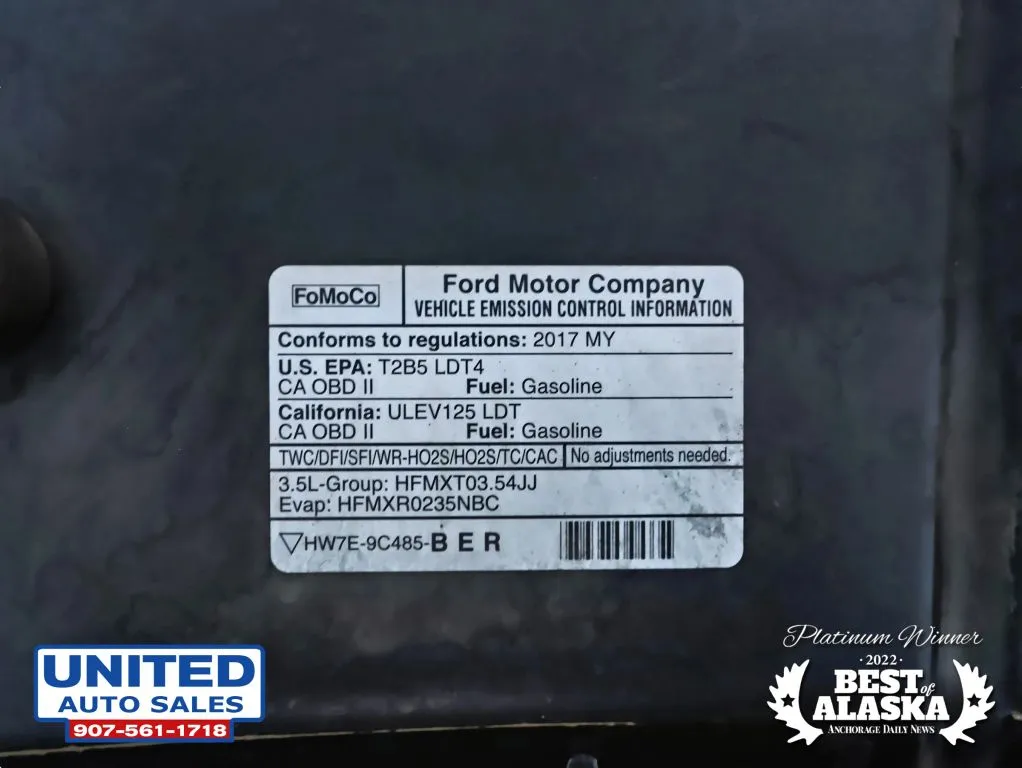 FoMoCo
Ford Motor Company
VEHICLE EMISSION CONTROL INFORMATION
Conforms to regulations: 2017 MY
U.S. EPA: T2B5 LDT4
CA OBD II Fuel: Gasoline
California: ULEV125 LDT
CA OBD II Fuel: Gasoline
TWC/DFI/SFI/WR-HO2S/HO2S/TC/CAC No adjustments needed.
3.5L-Group: HFMXT03.54JJ
Evap: HFMXR0235NBC
HW7E-9C485-BER
UNITED
AUTO SALES
907-561-1718
Platinum Winner
·2022·
BEST of
ALASKA
ANCHORAGE DAILY NEWS